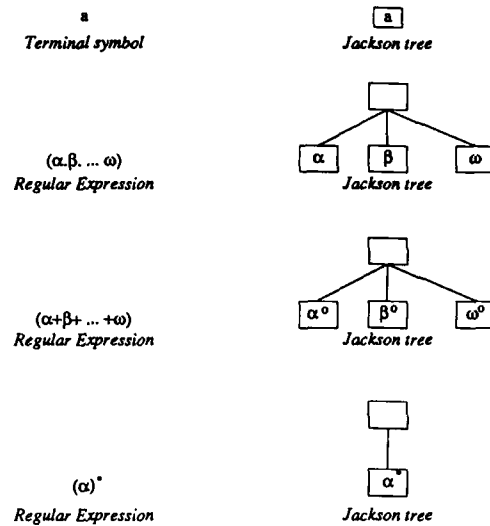 a a
Terminal symbol Jackson tree
(α.β. ... ω) α β ω
Regular Expression Jackson tree
α° β° ω°
(α+β+ ... +ω)
Regular Expression Jackson tree
(α)* α*
Regular Expression Jackson tree